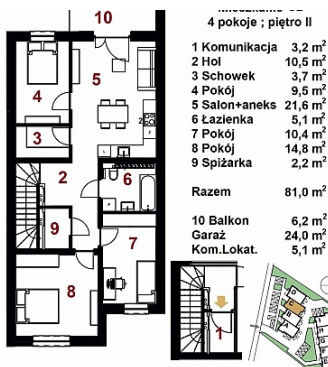 10
4 pokoje ; piętro II
1 Komunikacja 3,2 m²
2 Hol 10,5 m²
3 Schowek 3,7 m²
4 Pokój 9,5 m²
5 Salon+aneks 21,6 m²
6 Łazienka 5,1 m²
7 Pokój 10,4 m²
8 Pokój 14,8 m²
9 Spiżarka 2,2 m²
Razem 81,0 m²
10 Balkon 6,2 m²
Garaż 24,0 m²
Kom.Lokat. 5,1 m²
4
5
3
2
6
9
7
8
1
C
B
A